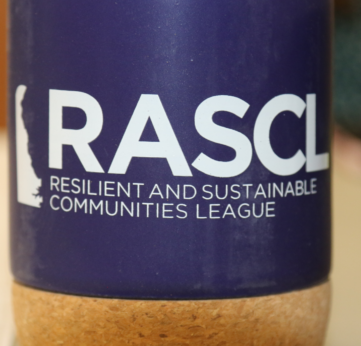 RASCL
RESILIENT AND SUSTAINABLE
COMMUNITIES LEAGUE